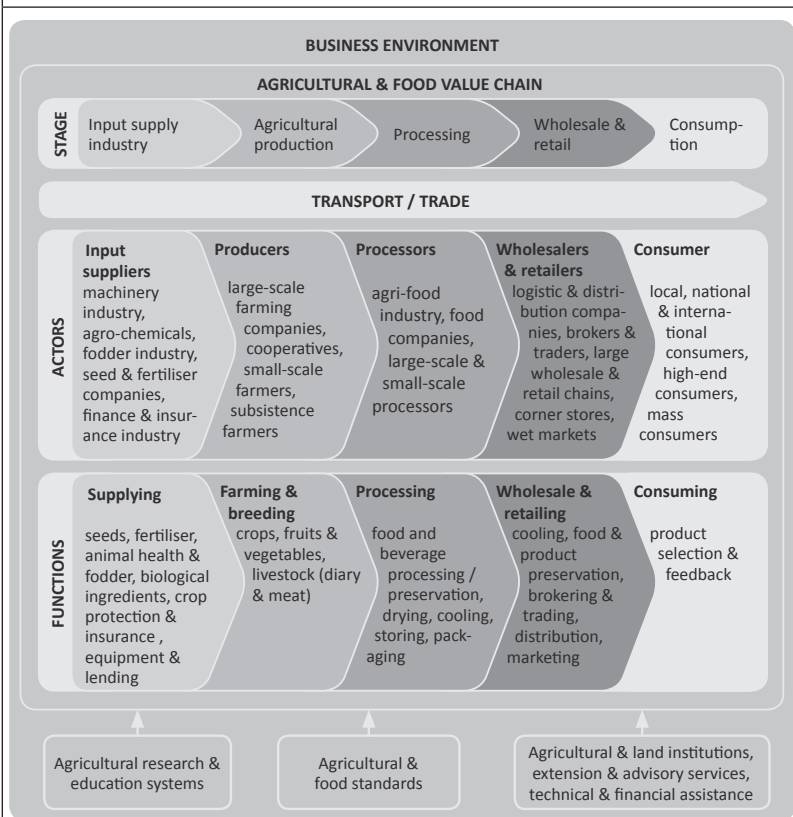 BUSINESS ENVIRONMENT
AGRICULTURAL & FOOD VALUE CHAIN
STAGE
Input supply
industry
Agricultural
production
Processing
Wholesale &
retail
Consump-
tion
TRANSPORT / TRADE
ACTORS
Input
suppliers
machinery
industry,
agro-chemicals,
fodder industry,
seed & fertiliser
companies,
finance & insur-
ance industry
Producers
large-scale
farming
companies,
cooperatives,
small-scale
farmers,
subsistence
farmers
Processors
agri-food
industry, food
companies,
large-scale &
small-scale
processors
Wholesalers
& retailers
logistic & distri-
bution compa-
nies, brokers &
traders, large
wholesale &
retail chains,
corner stores,
wet markets
Consumer
local, national
& interna-
tional
consumers,
high-end
consumers,
mass
consumers
FUNCTIONS
Supplying
seeds, fertiliser,
animal health &
fodder, biological
ingredients, crop
protection &
insurance ,
equipment &
lending
Farming &
breeding
crops, fruits &
vegetables,
livestock (diary
& meat)
Processing
food and
beverage
processing /
preservation,
drying, cooling,
storing, pack-
aging
Wholesale &
retailing
cooling, food &
product
preservation,
brokering &
trading,
distribution,
marketing
Consuming
product
selection &
feedback
Agricultural research &
education systems
Agricultural &
food standards
Agricultural & land institutions,
extension & advisory services,
technical & financial assistance